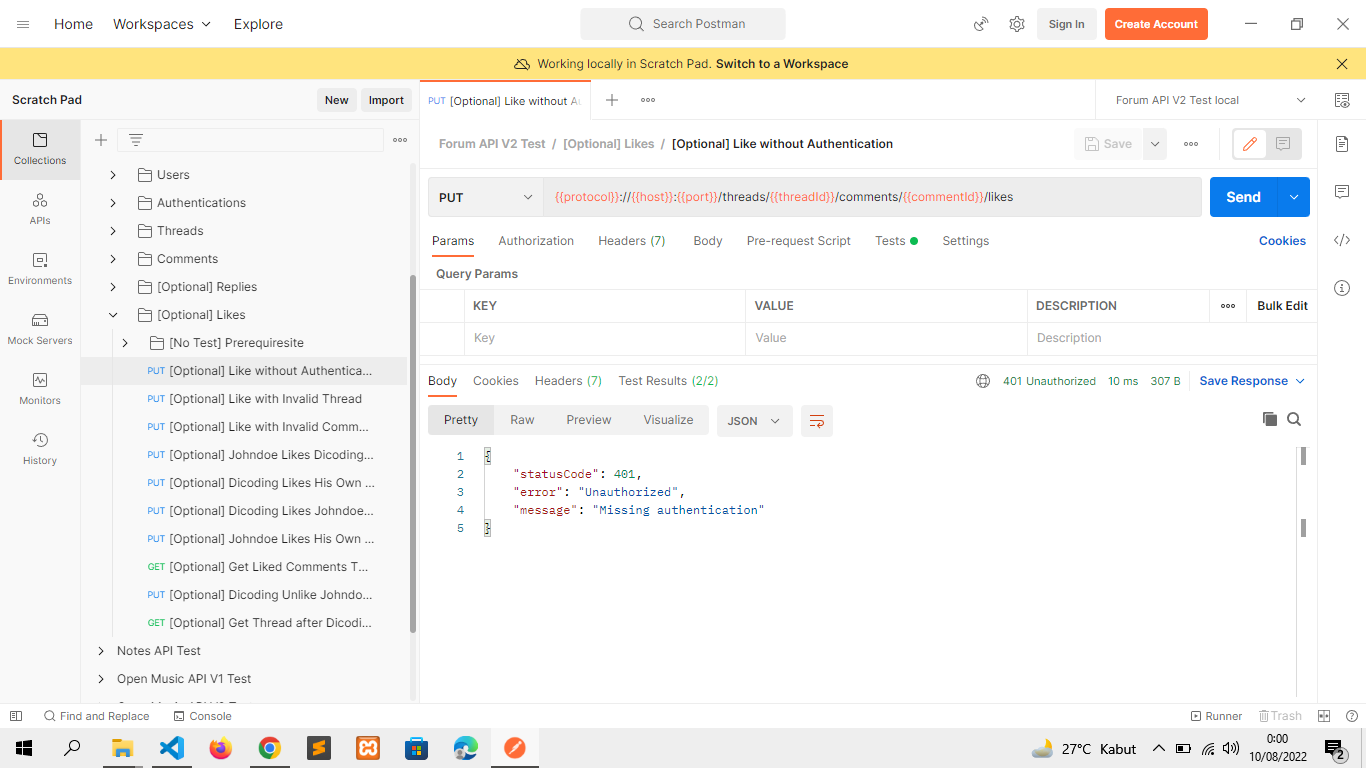 Home Workspaces Explore Search Postman Sign In Create Account
Working locally in Scratch Pad. Switch to a Workspace
Scratch Pad New Import PUT [Optional] Like without Forum API V2 Test local
Collections
APIs
Environments
Mock Servers
Monitors
History
Users
Authentications
Threads
Comments
[Optional] Replies
[Optional] Likes
[No Test] Prerequiresite
PUT [Optional] Like without Authentica...
PUT [Optional] Like with Invalid Thread
PUT [Optional] Like with Invalid Comm...
PUT [Optional] Johndoe Likes Dicoding...
PUT [Optional] Dicoding Likes His Own ...
PUT [Optional] Dicoding Likes Johndoe...
PUT [Optional] Johndoe Likes His Own ...
GET [Optional] Get Liked Comments T...
PUT [Optional] Dicoding Unlike Johndo...
GET [Optional] Get Thread after Dicodi...
Notes API Test
Open Music API V1 Test
Forum API V2 Test / [Optional] Likes / [Optional] Like without Authentication Save
PUT {{protocol}}://{{host}}:{{port}}/threads/{{threadId}}/comments/{{commentId}}/likes Send
Params Authorization Headers (7) Body Pre-request Script Tests Settings Cookies
Query Params
KEY VALUE DESCRIPTION Bulk Edit
Key Value Description
Body Cookies Headers (7) Test Results (2/2) 401 Unauthorized 10 ms 307 B Save Response
Pretty Raw Preview Visualize JSON
1 {
2 "statusCode": 401,
3 "error": "Unauthorized",
4 "message": "Missing authentication"
5 }
Find and Replace Console Runner Trash
27°C Kabut 0:00
10/08/2022 2